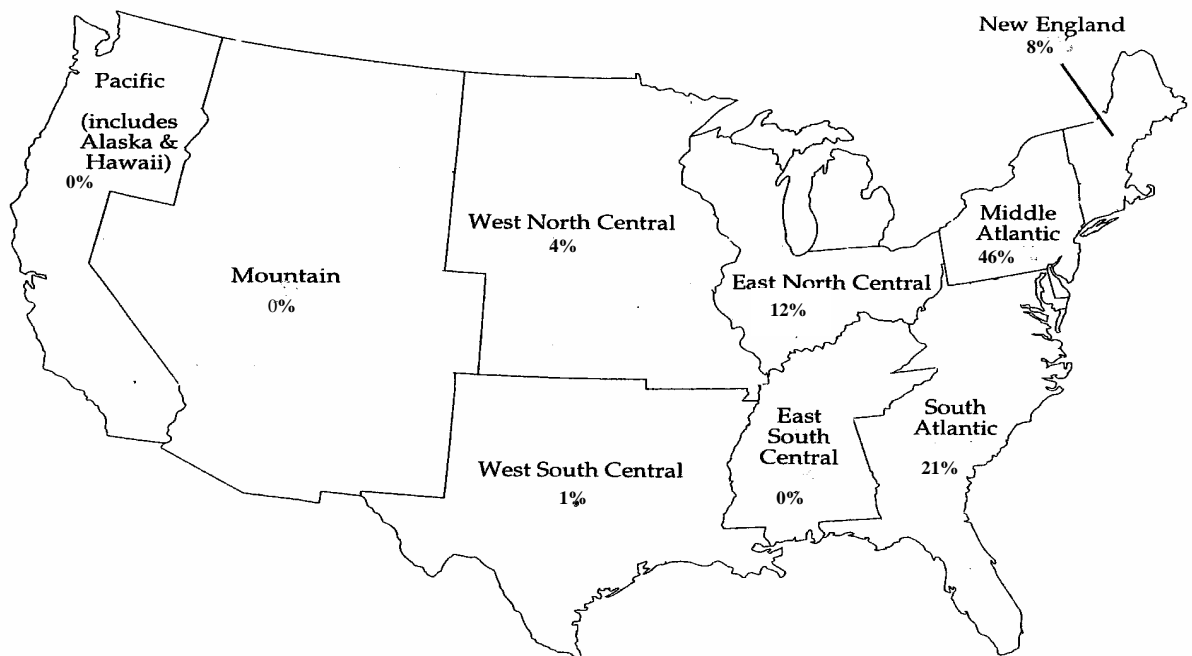 New England
8%
Pacific
(includes
Alaska &
Hawaii)
0%
Mountain
0%
West North Central
4%
East North Central
12%
Middle
Atlantic
46%
West South Central
1%
East
South
Central
0%
South
Atlantic
21%